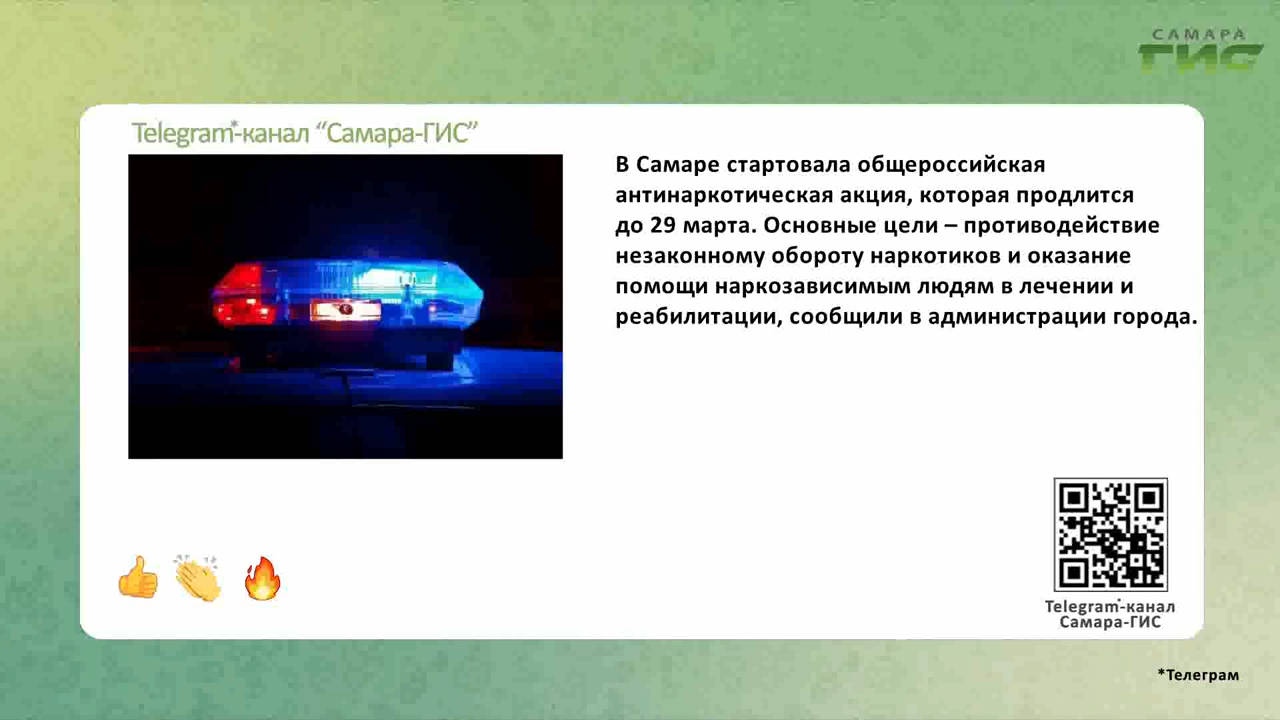 САМАРА
ГИС
Telegram*-канал “Самара-ГИС”
В Самаре стартовала общероссийская
антинаркотическая акция, которая продлится
до 29 марта. Основные цели – противодействие
незаконному обороту наркотиков и оказание
помощи наркозависимым людям в лечении и
реабилитации, сообщили в администрации города.
Telegram*-канал
Самара-ГИС
*Телеграм